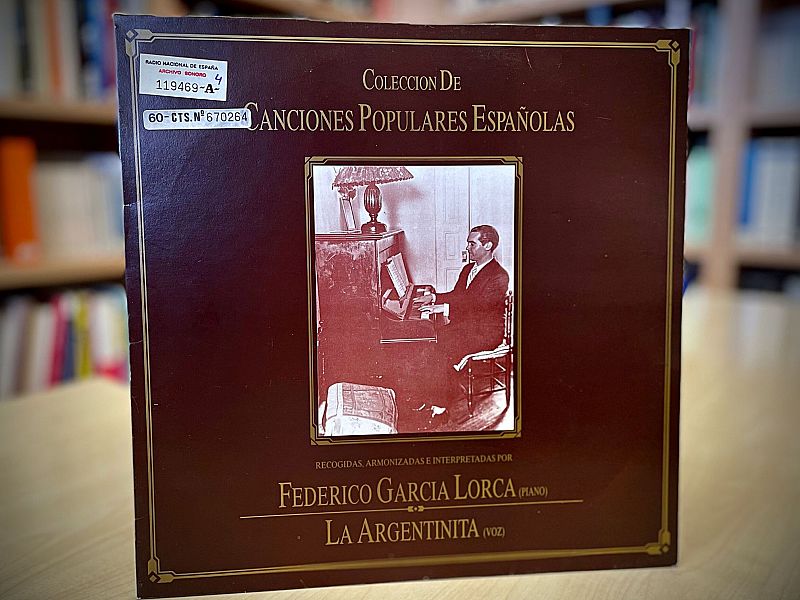 RADIO NACIONAL DE ESPAÑA
ARCHIVO SONORO
119469-A-4
60-CTS.Nº 670264
COLECCION DE
CANCIONES POPULARES ESPAÑOLAS
RECOGIDAS, ARMONIZADAS E INTERPRETADAS POR
FEDERICO GARCIA LORCA (PIANO)
LA ARGENTINITA (VOZ)